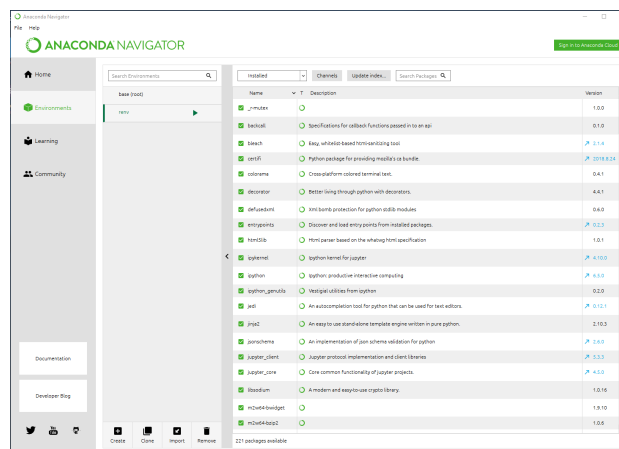 Anaconda Navigator
File Help
ANACONDA NAVIGATOR
Sign in to Anaconda Cloud
Home
Environments
Learning
Community
Documentation
Developer Blog
You Tube
Search Environments
base (root)
renv
Create Clone Import Remove
Installed Channels Update index... Search Packages
Name T Description Version
_r-mutex 1.0.0
backcall Specifications for callback functions passed in to an api 0.1.0
bleach Easy, whitelist-based html-sanitizing tool 2.1.4
certifi Python package for providing mozilla's ca bundle. 2018.8.24
colorama Cross-platform colored terminal text. 0.4.1
decorator Better living through python with decorators. 4.4.1
defusedxml Xml bomb protection for python stdlib modules 0.6.0
entrypoints Discover and load entry points from installed packages. 0.2.3
html5lib Html parser based on the whatwg html specification 1.0.1
ipykernel Ipython kernel for jupyter 4.10.0
ipython Ipython: productive interactive computing
ipython_genutils Vestigial utilities from ipython 0.2.0
jedi An autocompletion tool for python that can be used for text editors. 0.12.1
jinja2 An easy to use stand-alone template engine written in pure python. 2.10.3
jsonschema An implementation of json schema validation for python 2.6.0
jupyter_client Jupyter protocol implementation and client libraries
jupyter_core Core common functionality of jupyter projects.
libsodium A modern and easy-to-use crypto library. 1.0.16
m2w64-bwidget 1.9.10
m2w64-bzip2 1.0.6
221 packages available